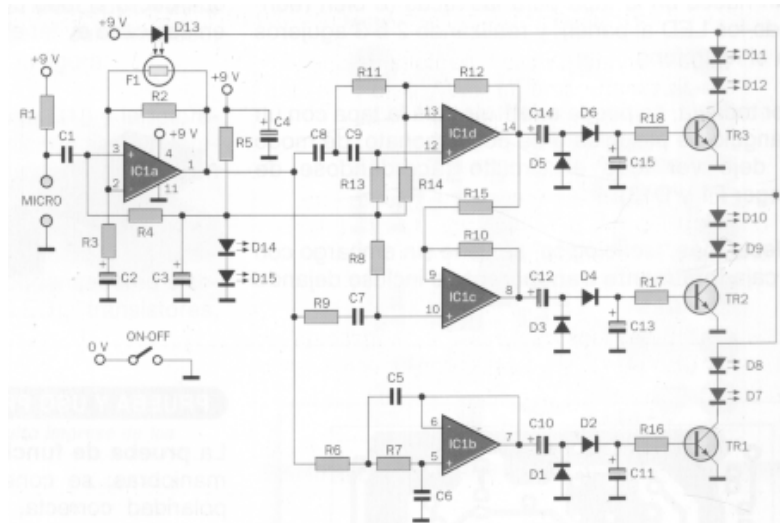 +9 V
D13
+9 V
F1
+9 V
R1
R2
R5
C4
C1
3
+9 V
4
IC1a
1
2
11
MICRO
R4
R3
C2
C3
D14
D15
0 V
ON-OFF
R11
R12
C8
C9
13
IC1d
14
12
C14
D6
R18
D5
C15
TR3
D11
D12
R13
R14
R15
R8
R10
R9
C7
9
IC1c
8
10
C12
D4
R17
D3
C13
TR2
D10
D9
C5
R6
R7
6
IC1b
7
5
C6
C10
D2
R16
D1
C11
TR1
D8
D7
La prueba de
polaridad